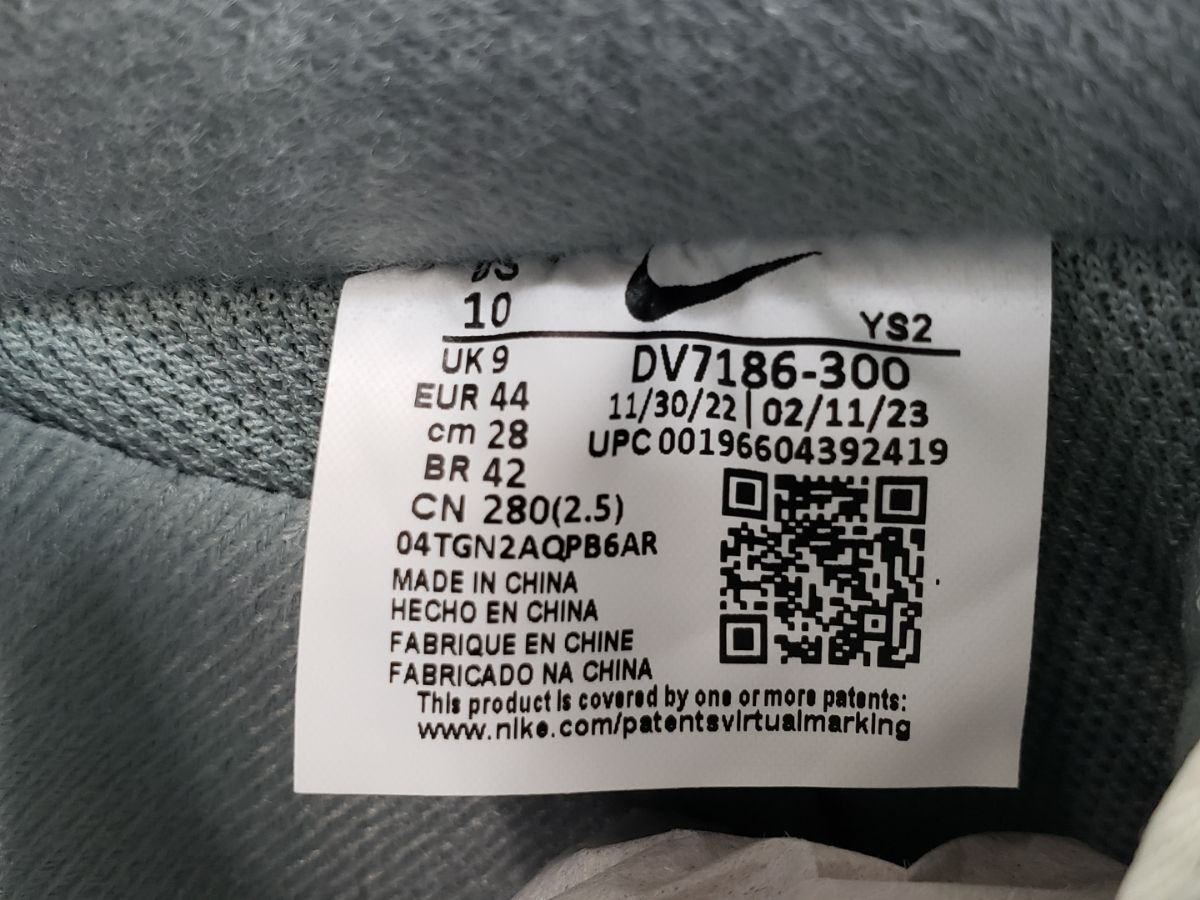 US
10
YS2
UK 9
DV7186-300
EUR 44
11/30/22 | 02/11/23
cm 28
UPC 00196604392419
BR 42
CN 280(2.5)
04TGN2AQPB6AR
MADE IN CHINA
HECHO EN CHINA
FABRIQUE EN CHINE
FABRICADO NA CHINA
This product is covered by one or more patents:
www.nike.com/patentsvirtualmarking